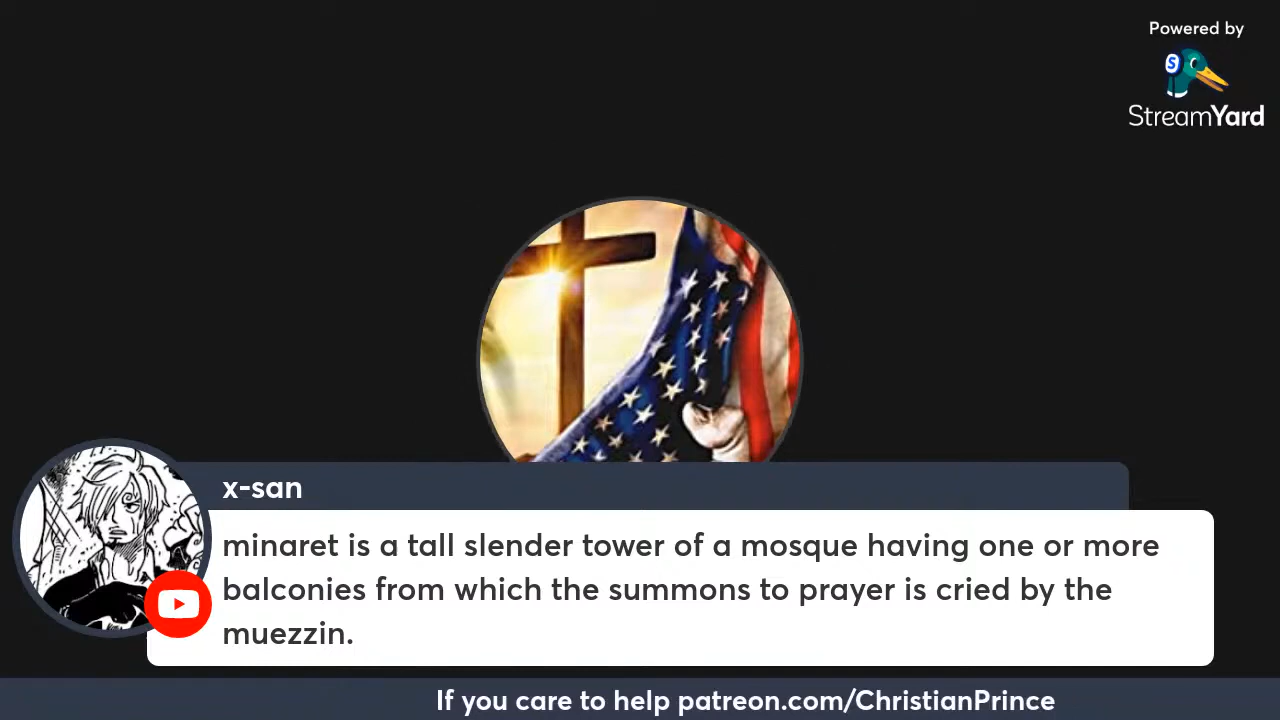 Powered by
S
StreamYard
x-san
minaret is a tall slender tower of a mosque having one or more
balconies from which the summons to prayer is cried by the
muezzin.
If you care to help patreon.com/ChristianPrince